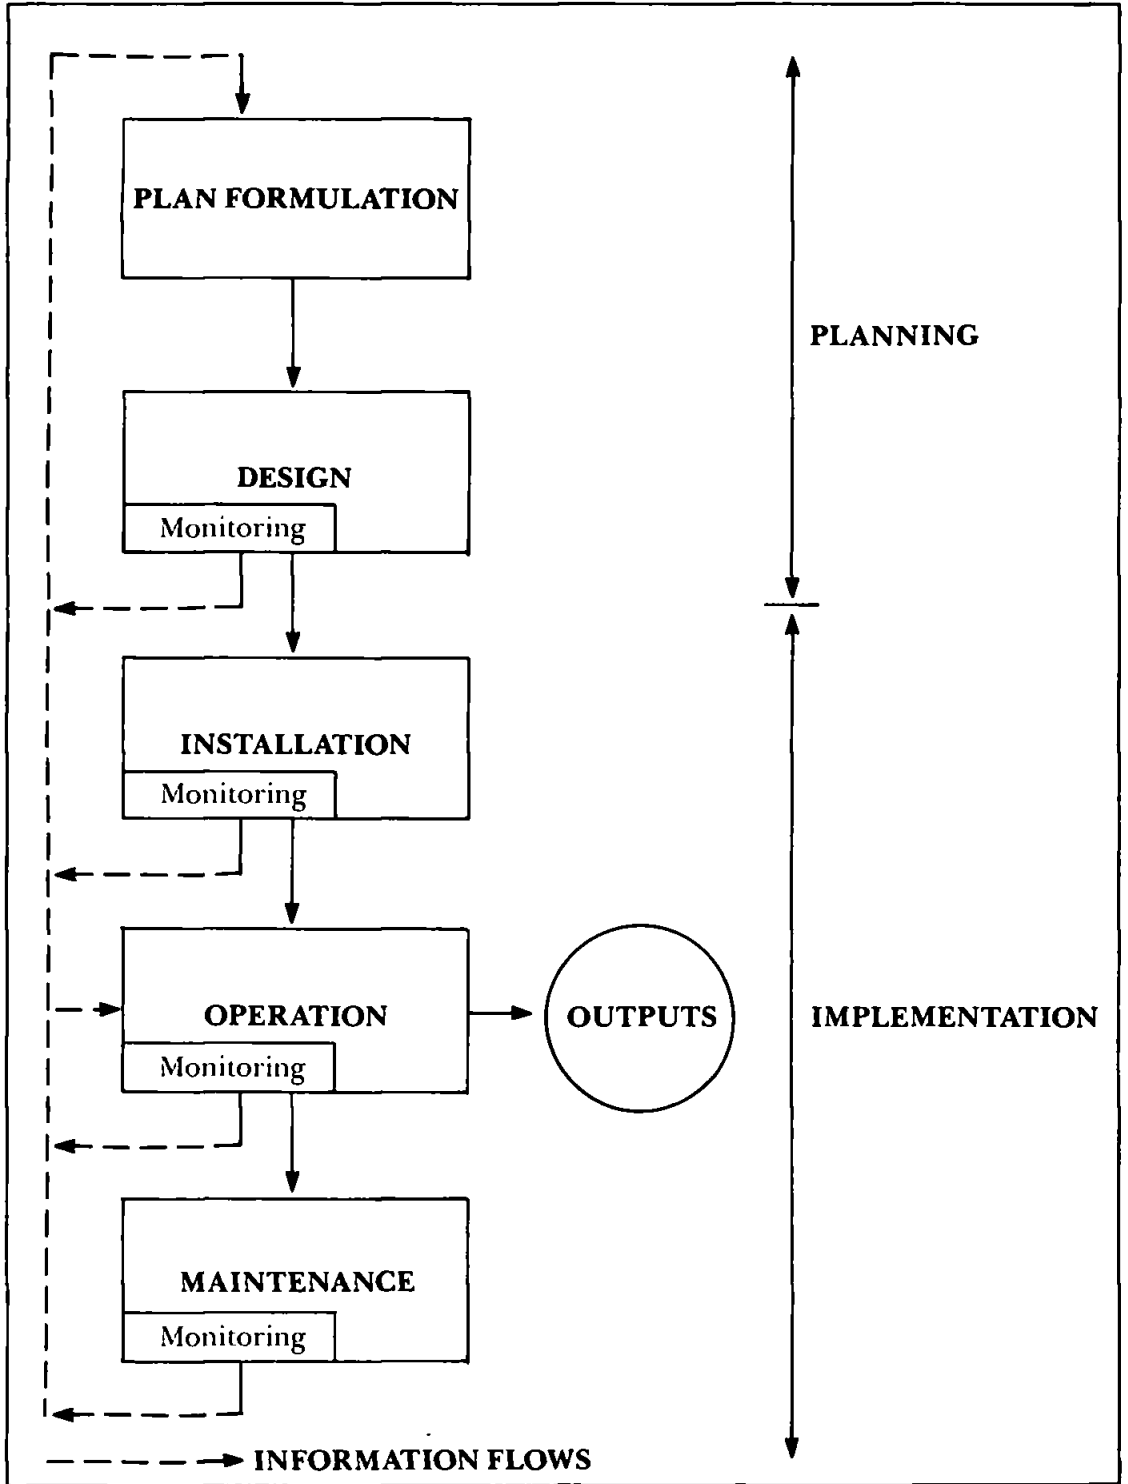 PLAN FORMULATION
PLANNING
DESIGN
Monitoring
INSTALLATION
Monitoring
OPERATION
OUTPUTS
IMPLEMENTATION
Monitoring
MAINTENANCE
Monitoring
INFORMATION FLOWS